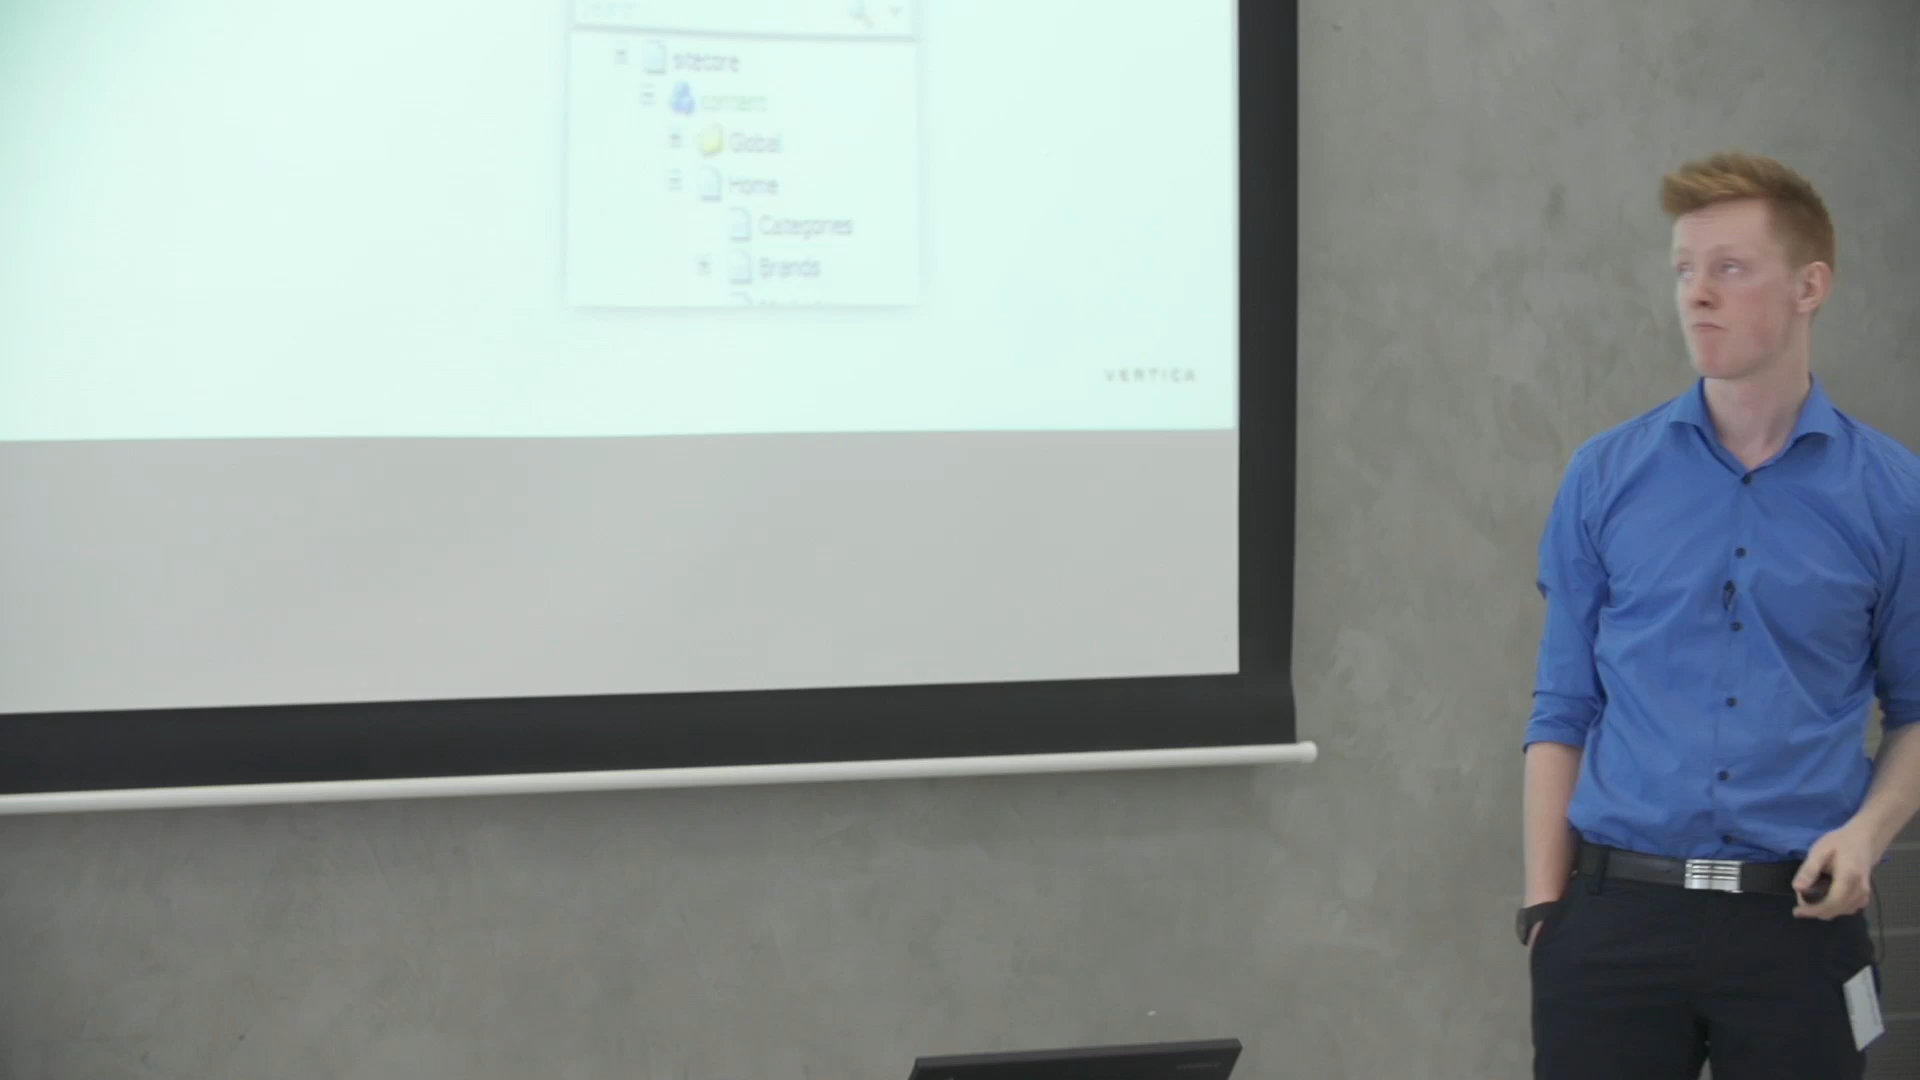 sitecore
content
Global
Home
Categories
Brands
VERTICA